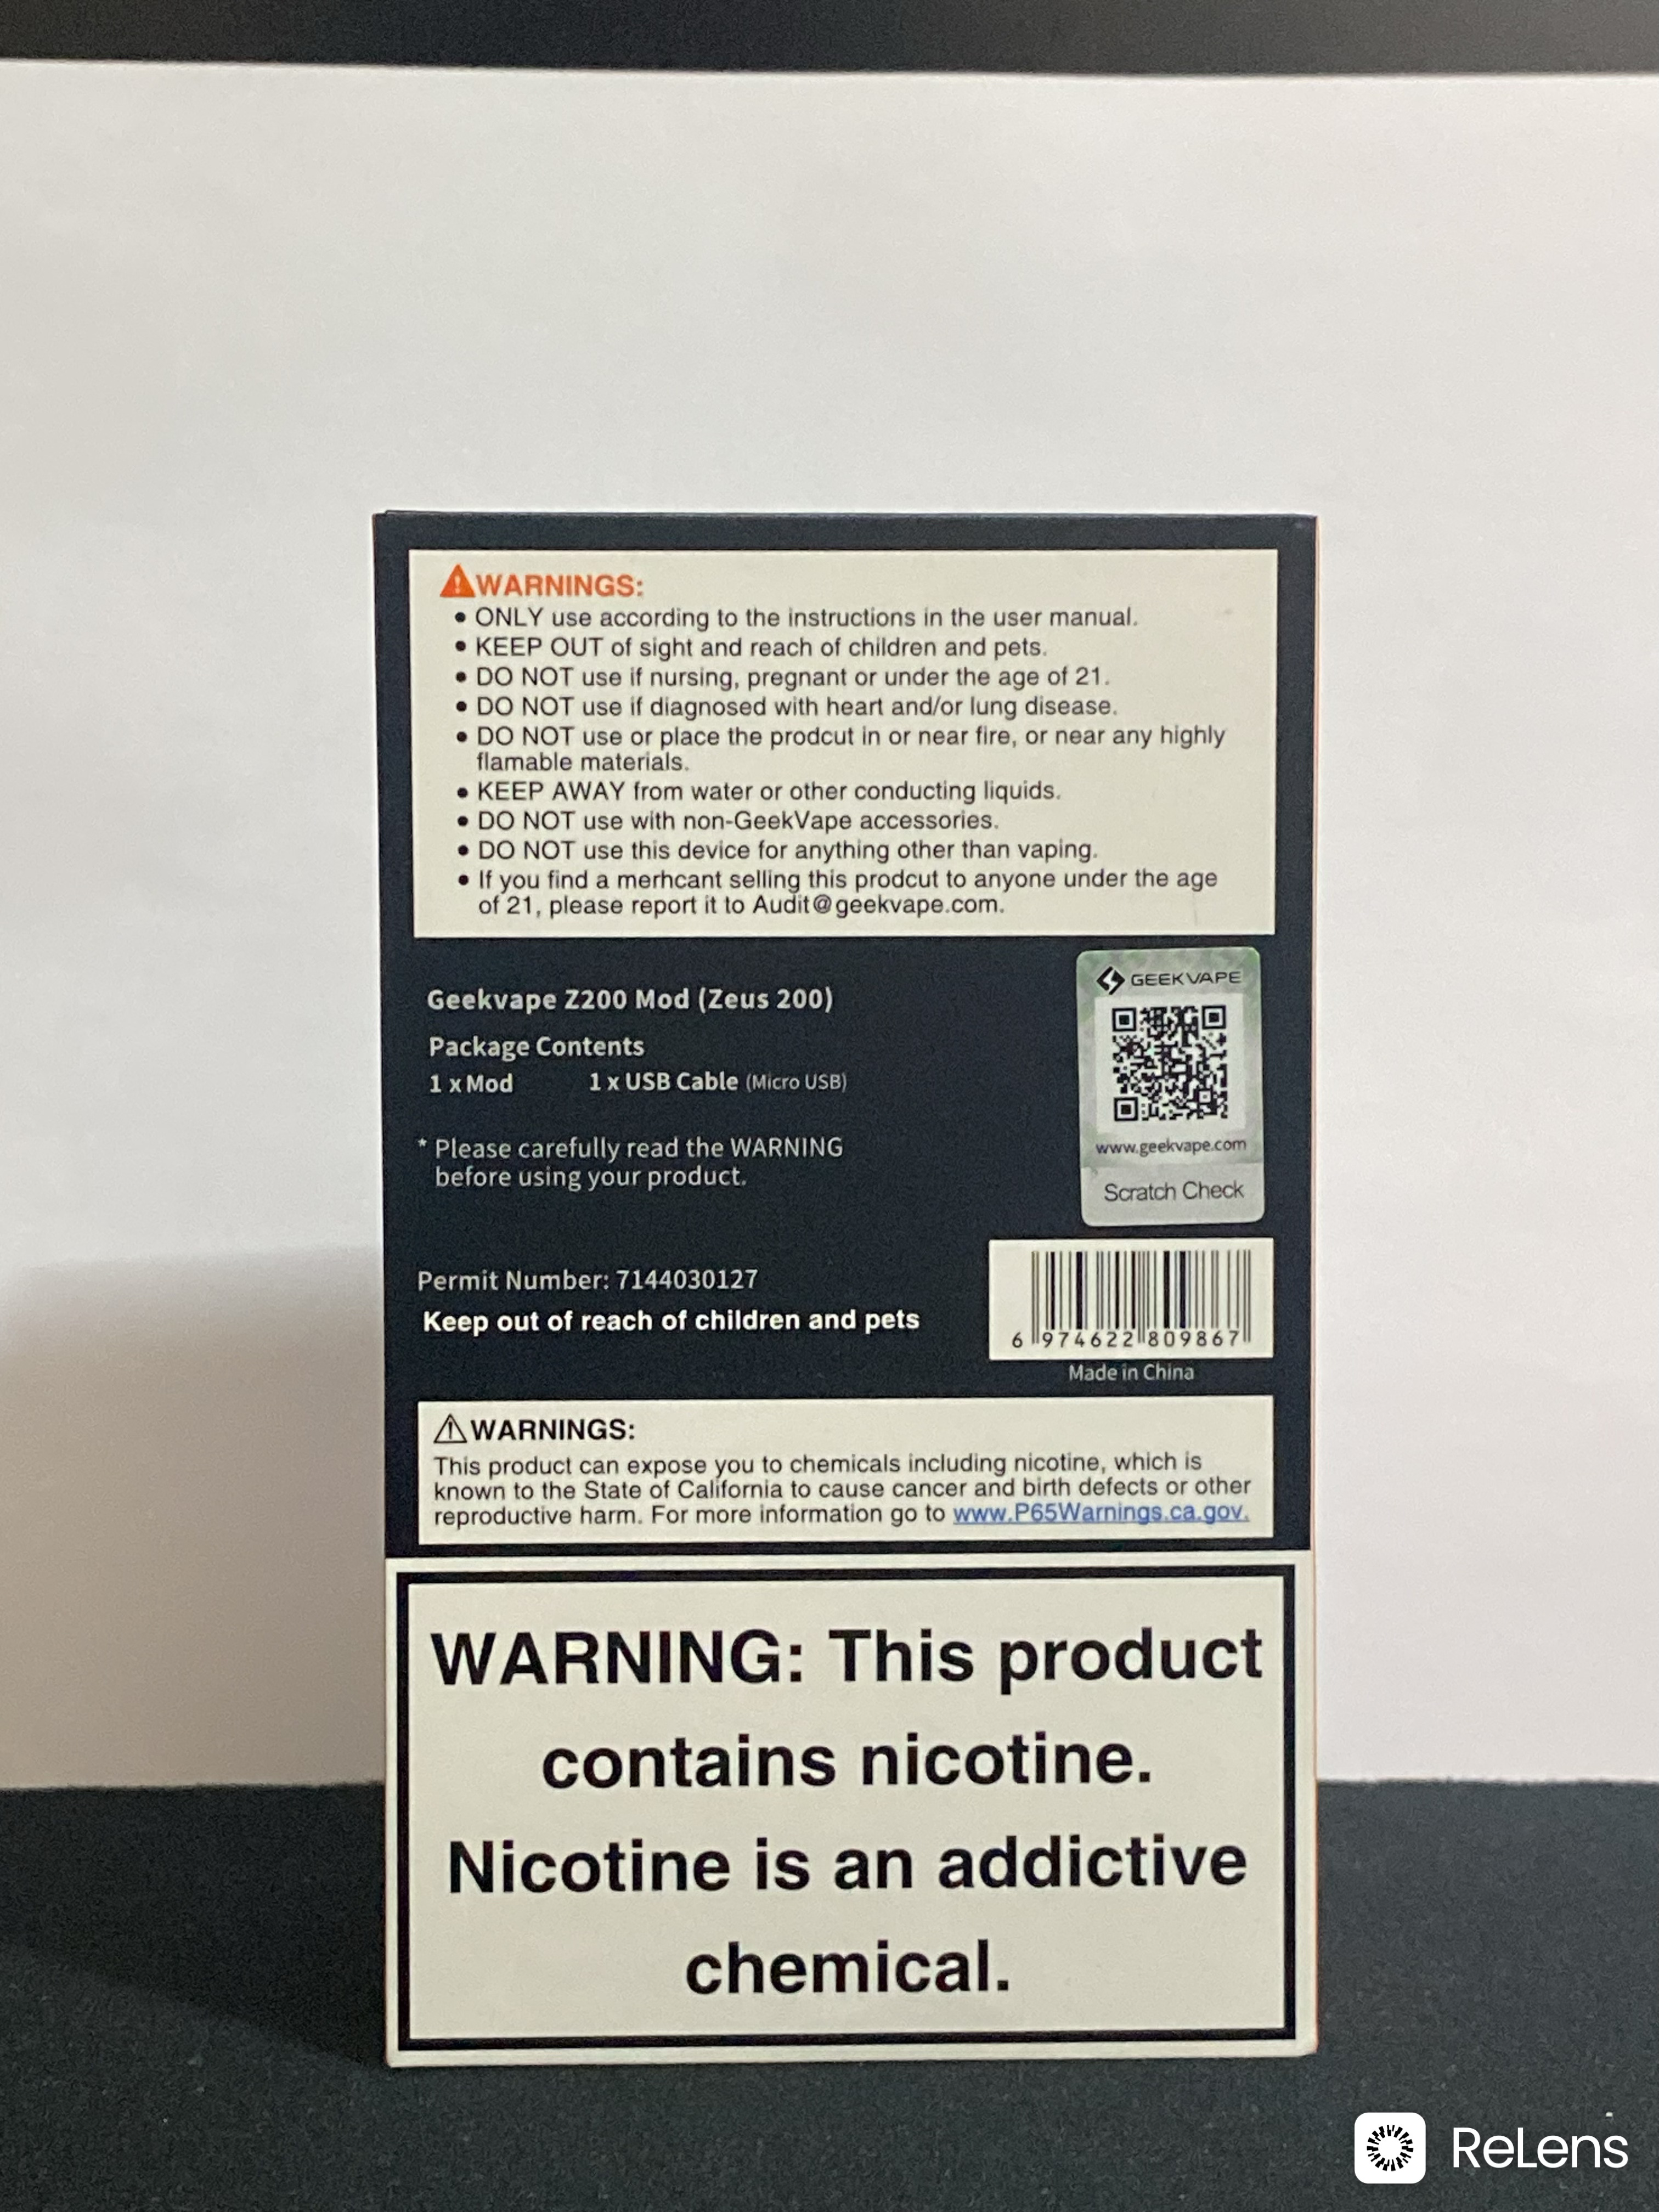 WARNINGS:
• ONLY use according to the instructions in the user manual.
• KEEP OUT of sight and reach of children and pets.
• DO NOT use if nursing, pregnant or under the age of 21.
• DO NOT use if diagnosed with heart and/or lung disease.
• DO NOT use or place the prodcut in or near fire, or near any highly
flamable materials.
• KEEP AWAY from water or other conducting liquids.
• DO NOT use with non-GeekVape accessories.
• DO NOT use this device for anything other than vaping.
• If you find a merhcant selling this prodcut to anyone under the age
of 21, please report it to Audit@geekvape.com.
GEEKVAPE
www.geekvape.com
Scratch Check
Geekvape Z200 Mod (Zeus 200)
Package Contents
1 x Mod 1 x USB Cable (Micro USB)
* Please carefully read the WARNING
before using your product.
Permit Number: 7144030127
Keep out of reach of children and pets
6 974622 809867
Made in China
WARNINGS:
This product can expose you to chemicals including nicotine, which is
known to the State of California to cause cancer and birth defects or other
reproductive harm. For more information go to www.P65Warnings.ca.gov.
WARNING: This product
contains nicotine.
Nicotine is an addictive
chemical.
ReLens